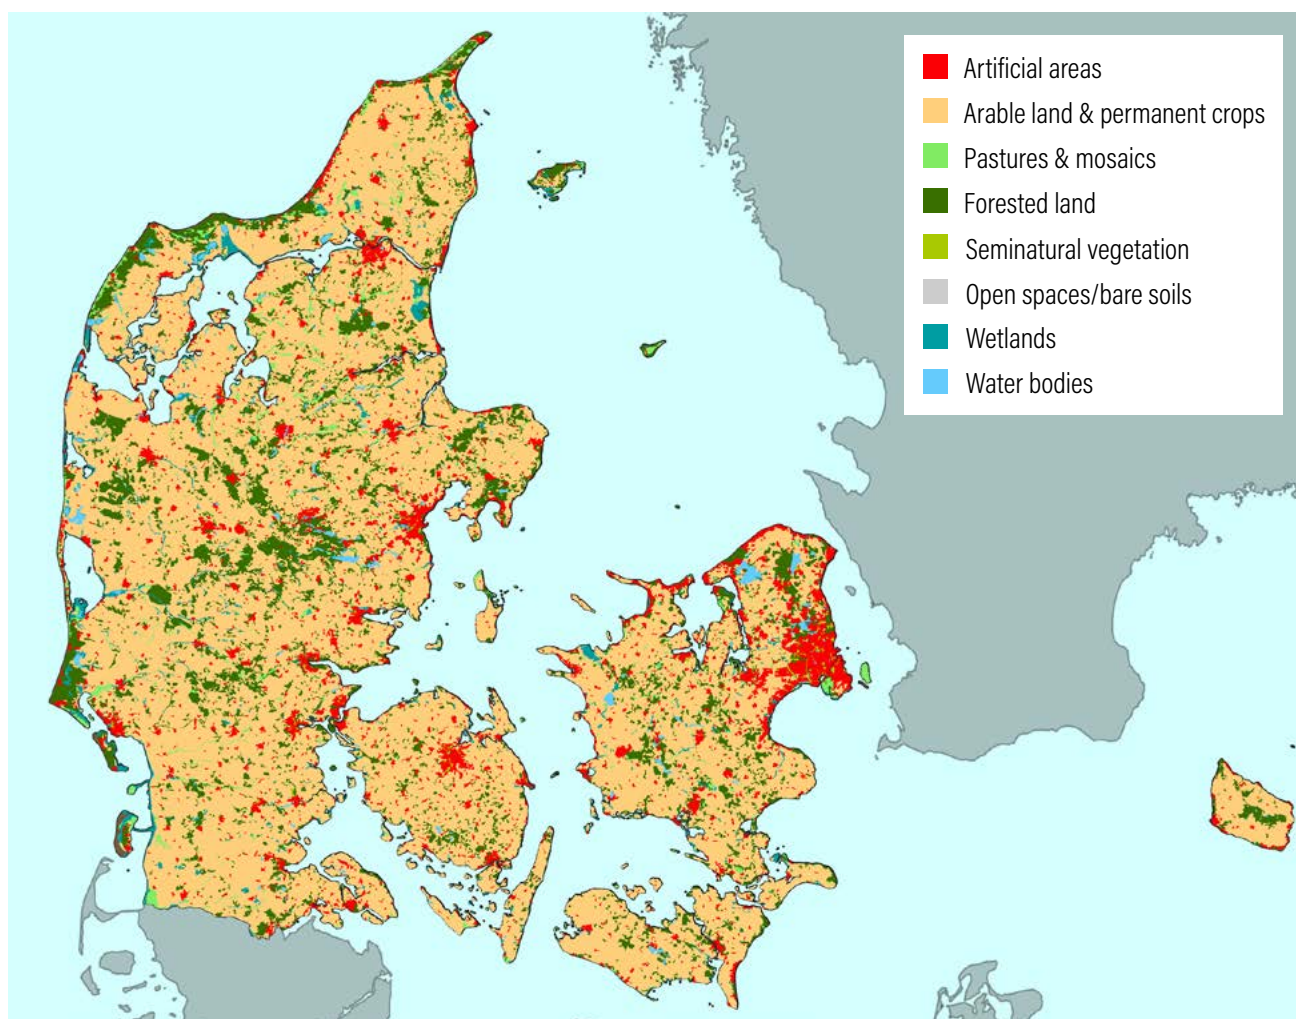 Artificial areas
Arable land & permanent crops
Pastures & mosaics
Forested land
Seminatural vegetation
Open spaces/bare soils
Wetlands
Water bodies